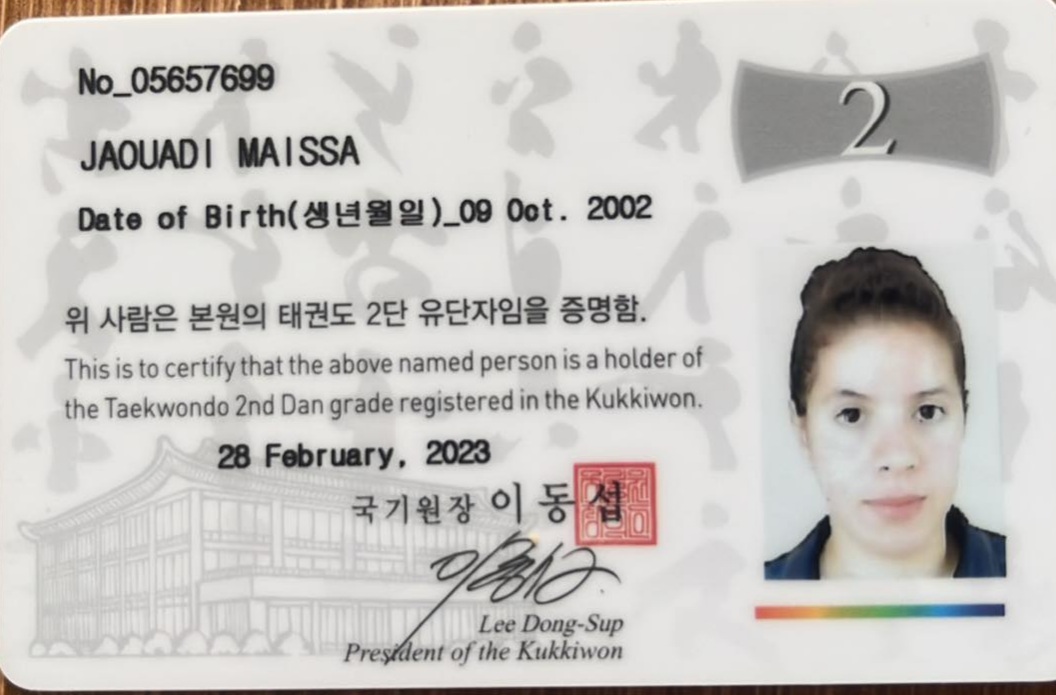 No_05657699
2
JAOUADI MAISSA
Date of Birth(생년월일)_09 Oct. 2002
위 사람은 본원의 태권도 2단 유단자임을 증명함.
This is to certify that the above named person is a holder of
the Taekwondo 2nd Dan grade registered in the Kukkiwon.
28 February, 2023
국기원장 이동섭
Lee Dong-Sup
President of the Kukkiwon